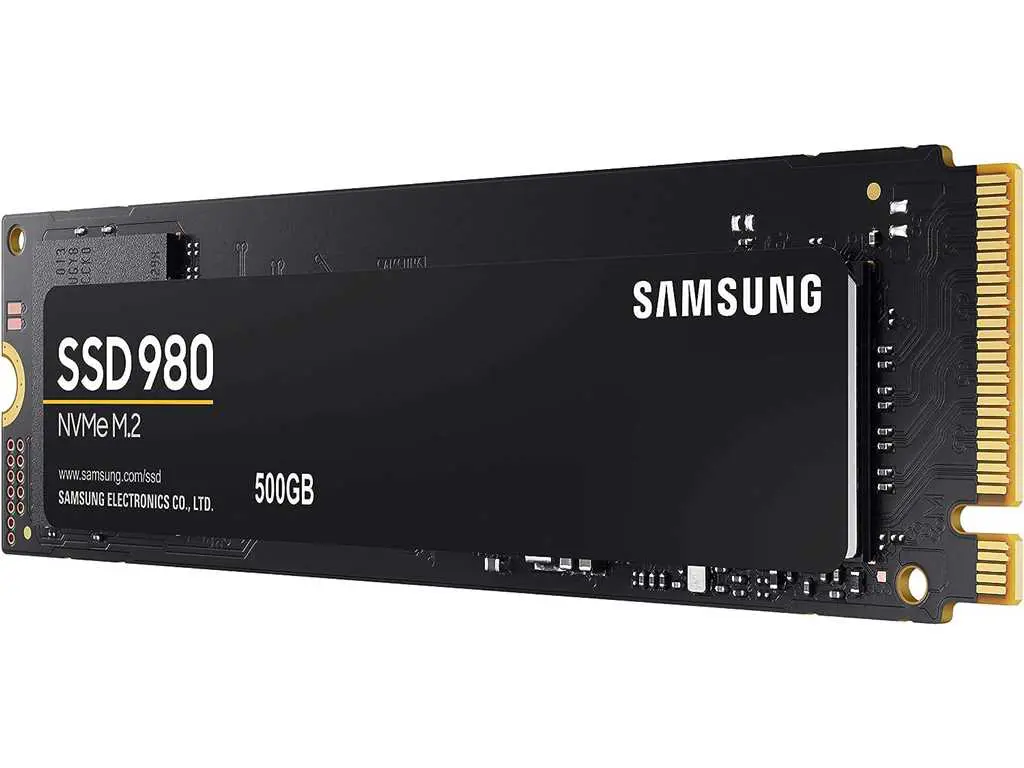 SAMSUNG
SSD 980
NVMe M.2
www.samsung.com/ssd
SAMSUNG ELECTRONICS CO., LTD.
500GB